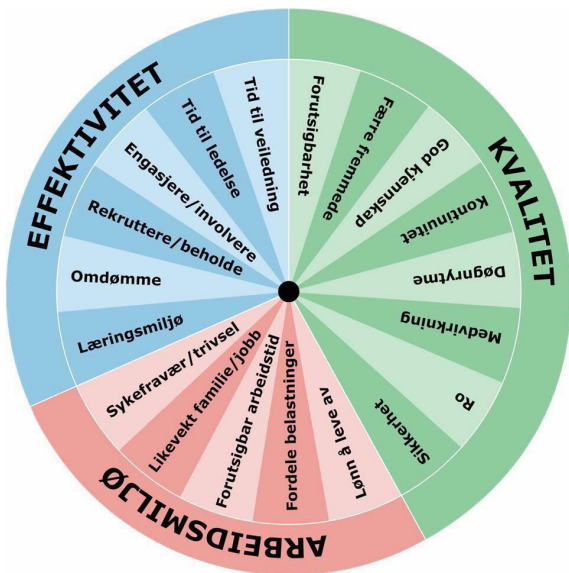 EFFEKTIVITET
Læringsmiljø
Omdømme
Rekruttere/beholde
Engasjere/involvere
Tid til ledelse
Tid til veiledning
KVALITET
Forutsigbarhet
Færre fremmede
God kjennskap
Kontinuitet
Døgnrytme
Medvirkning
Ro
Sikkerhet
ARBEIDSMILJØ
Lønn å leve av
Fordele belastninger
Forutsigbar arbeidstid
Likevekt familie/jobb
Sykefravær/trivsel